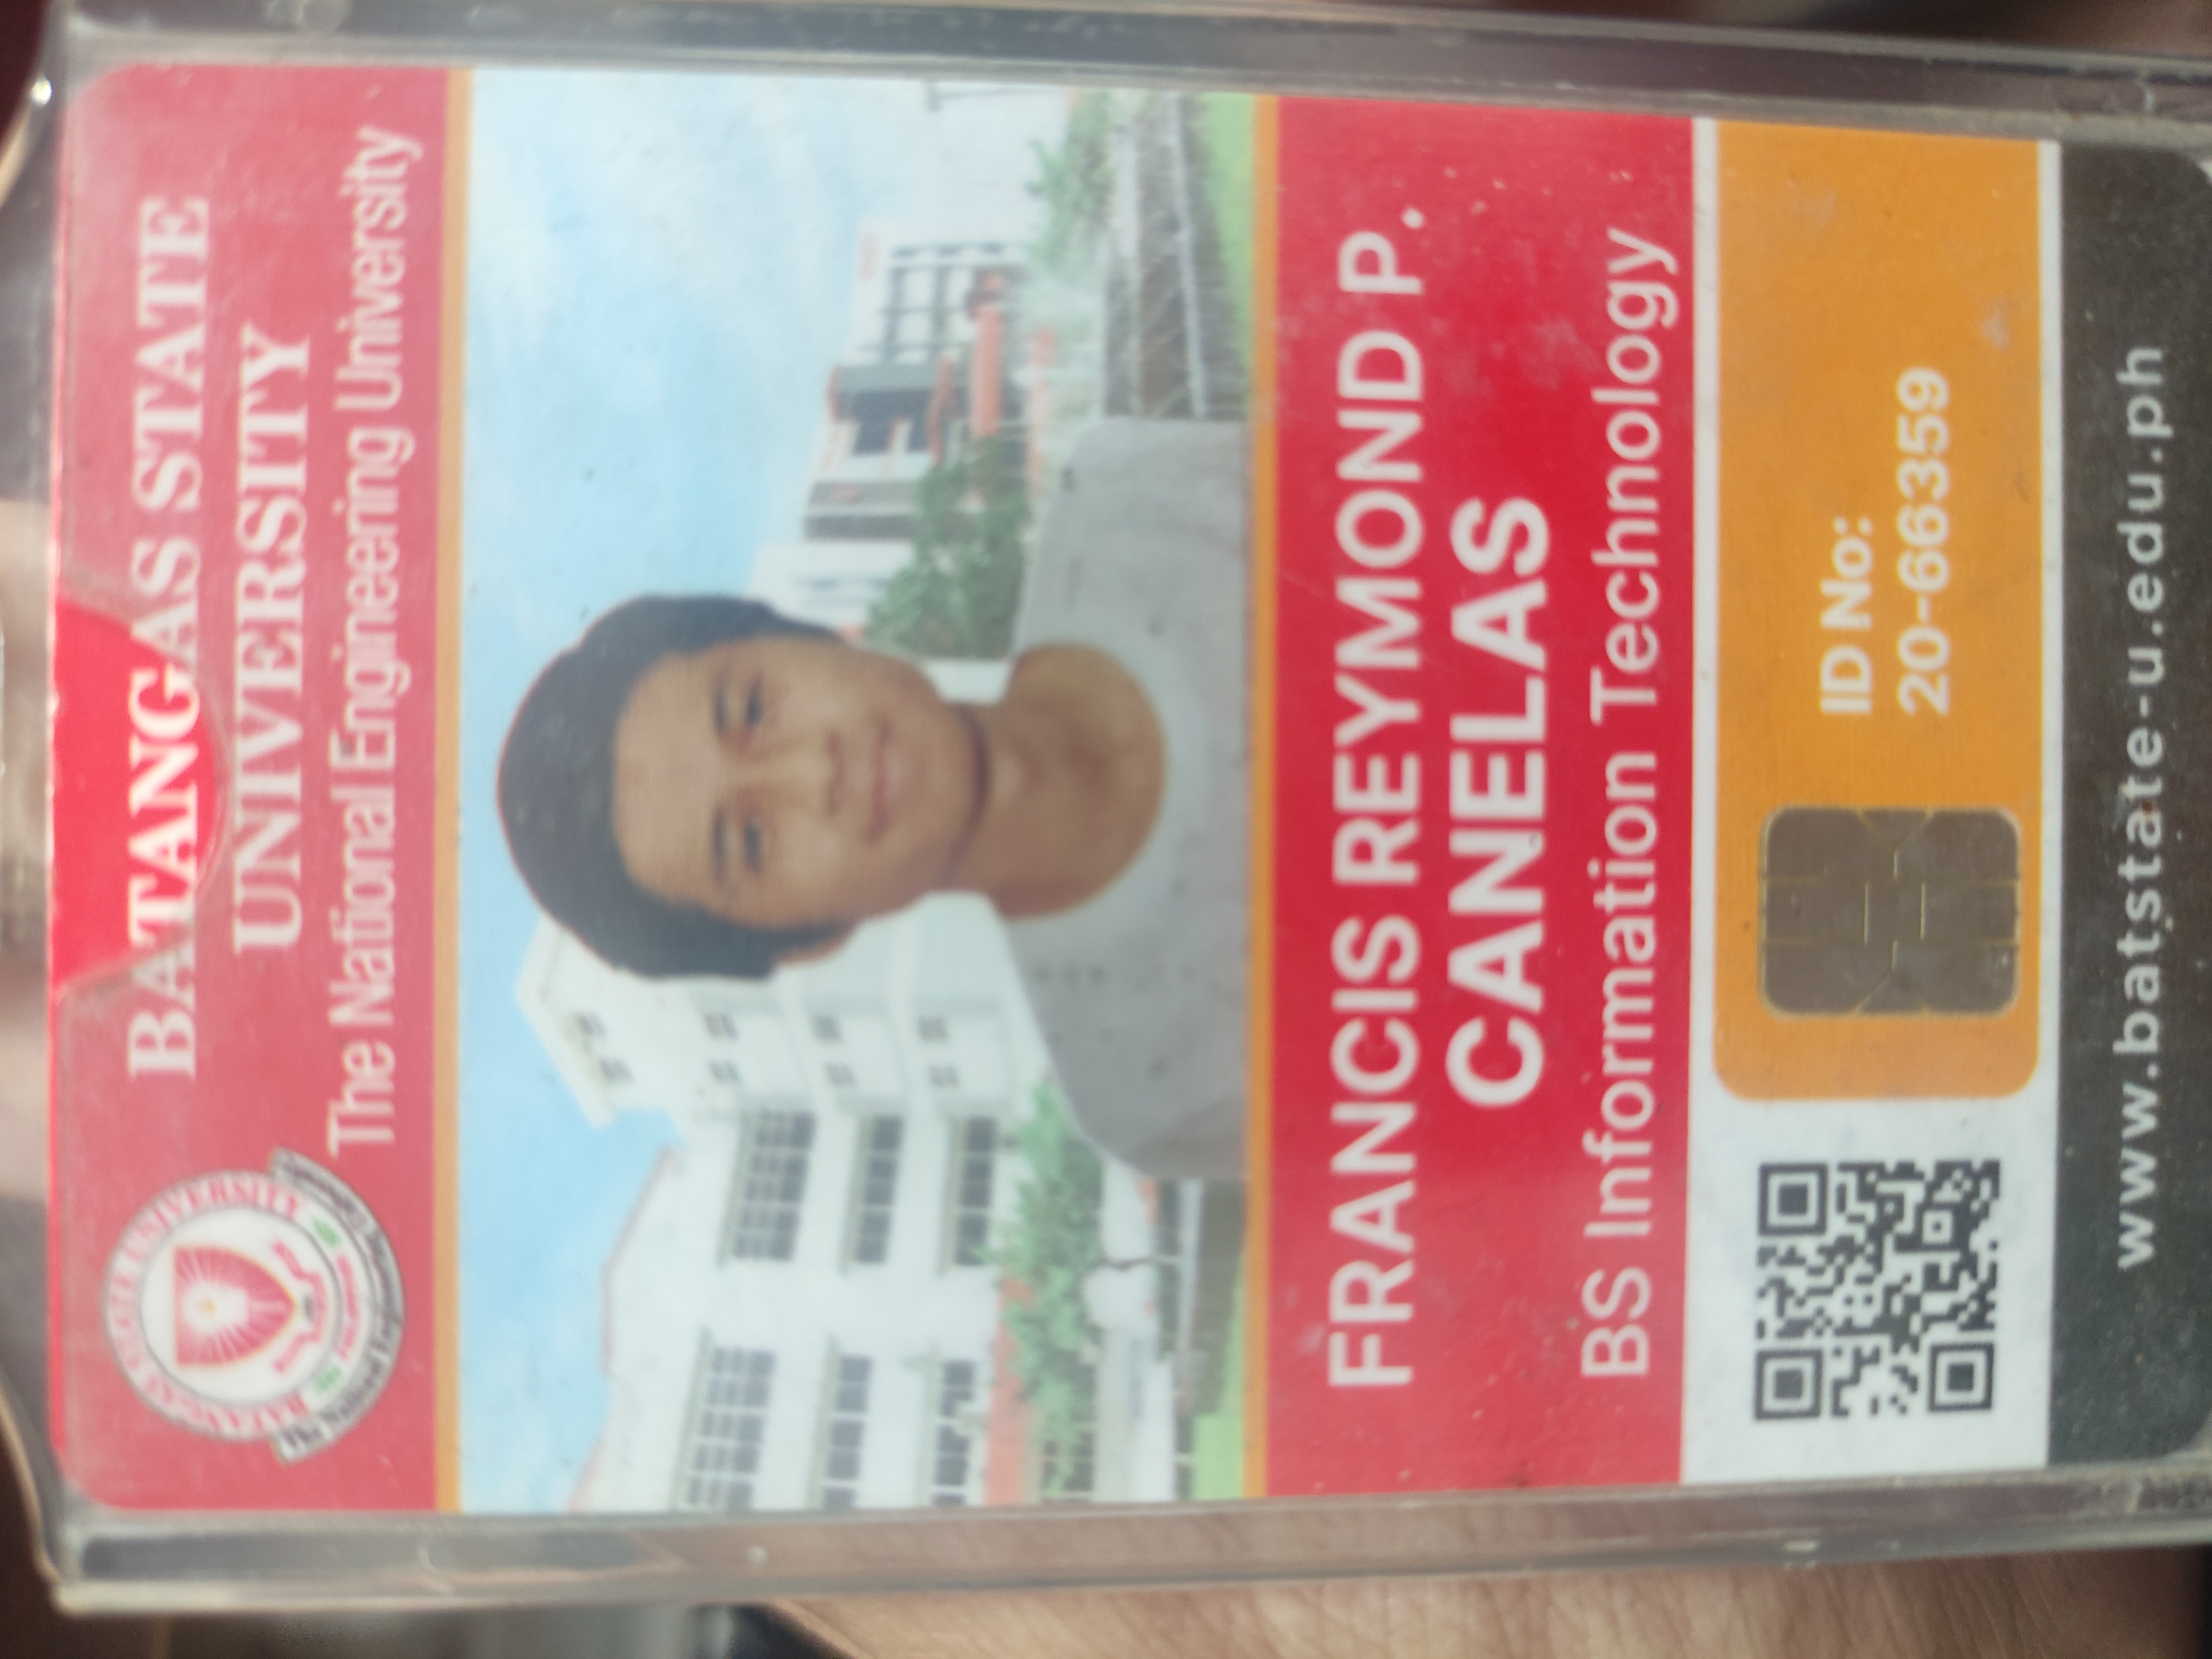 BATANGAS STATE
UNIVERSITY
The National Engineering University
FRANCIS REYMOND P.
CANELAS
BS Information Technology
ID No:
20-66359
www.batstate-u.edu.ph